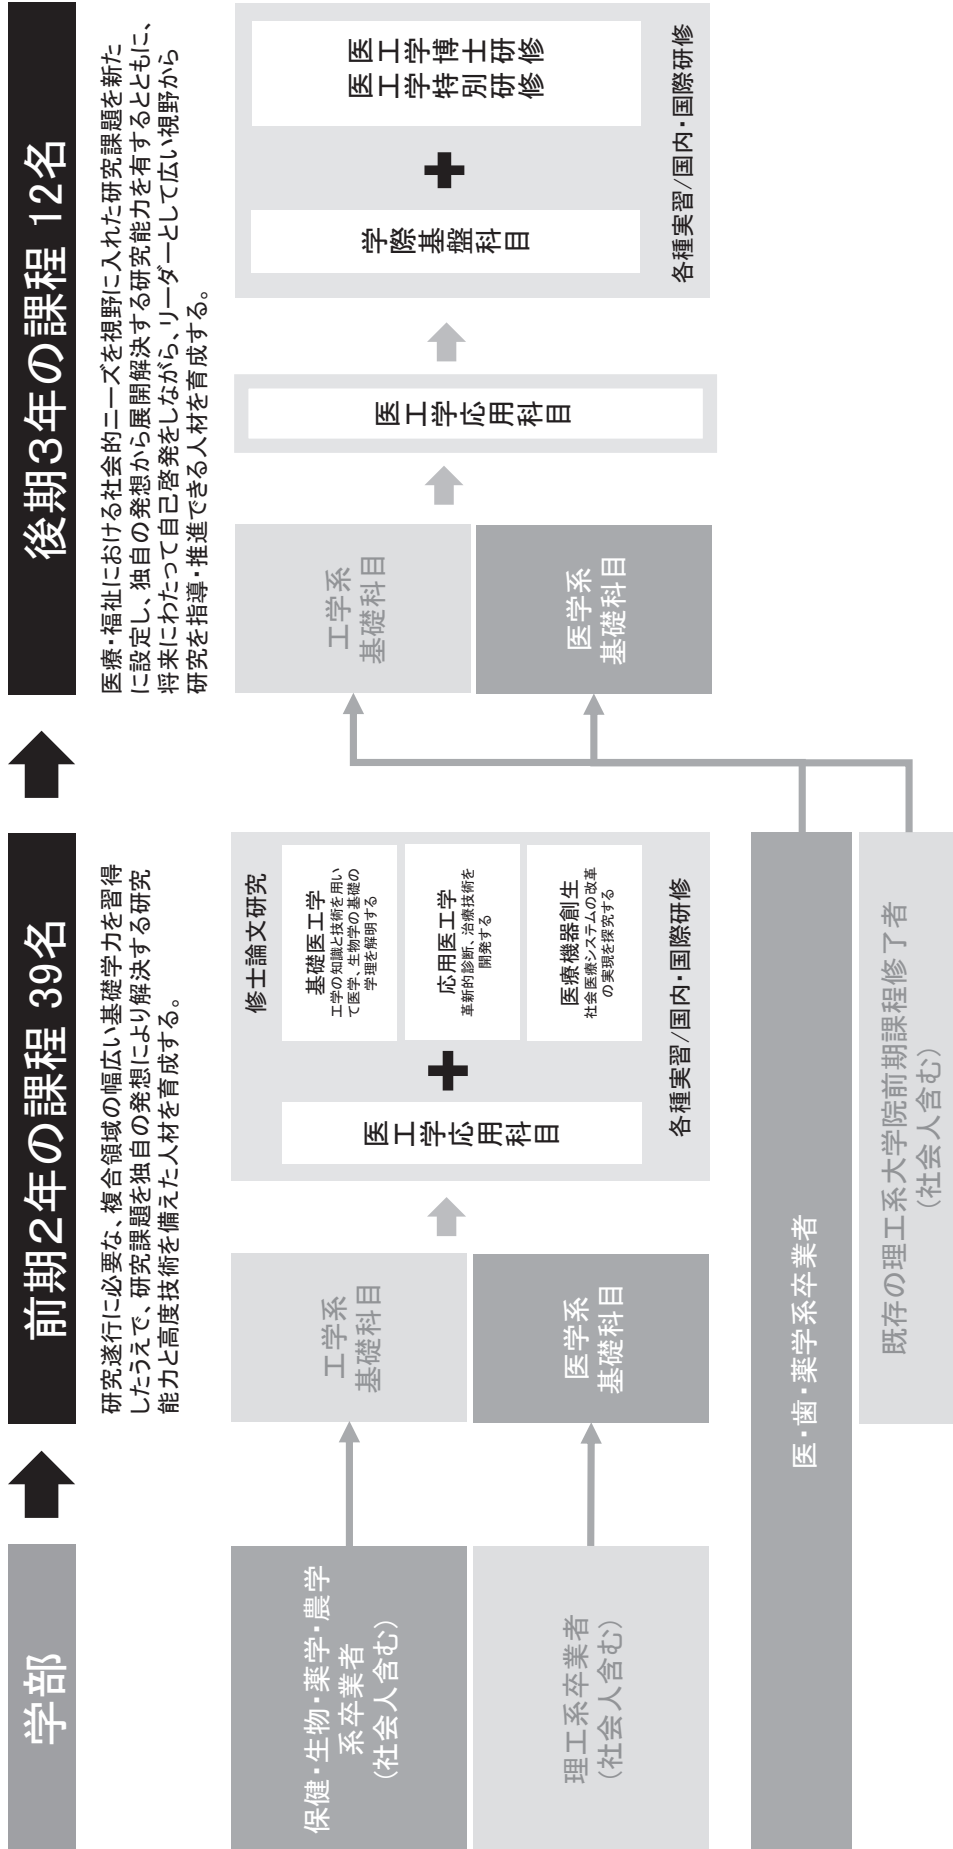 学部
前期2年の課程 39名
後期3年の課程 12名
研究遂行に必要な、複合領域の幅広い基礎学力を習得
したうえで、研究課題を独自の発想により解決する研究
能力と高度技術を備えた人材を育成する。
医療・福祉における社会的ニーズを視野に入れた研究課題を新た
に設定し、独自の発想から展開解決する研究能力を有するとともに、
将来にわたって自己啓発をしながら、リーダーとして広い視野から
研究を指導・推進できる人材を育成する。
保健・生物・薬学・農学
系卒業者
(社会人含む)
理工系卒業者
(社会人含む)
工学系
基礎科目
医学系
基礎科目
医工学応用科目
修士論文研究
基礎医工学
工学の知識と技術を用い
て医学、生物学の基礎の
学理を解明する
応用医工学
革新的診断、治療技術を
開発する
医療機器創生
社会医療システムの改革
の実現を探究する
各種実習/国内・国際研修
工学系
基礎科目
医学系
基礎科目
医工学応用科目
学際基盤科目
医工学博士研修
医工学特別研修
各種実習/国内・国際研修
医・歯・薬学系卒業者
既存の理工系大学院前期課程修了者
(社会人含む)